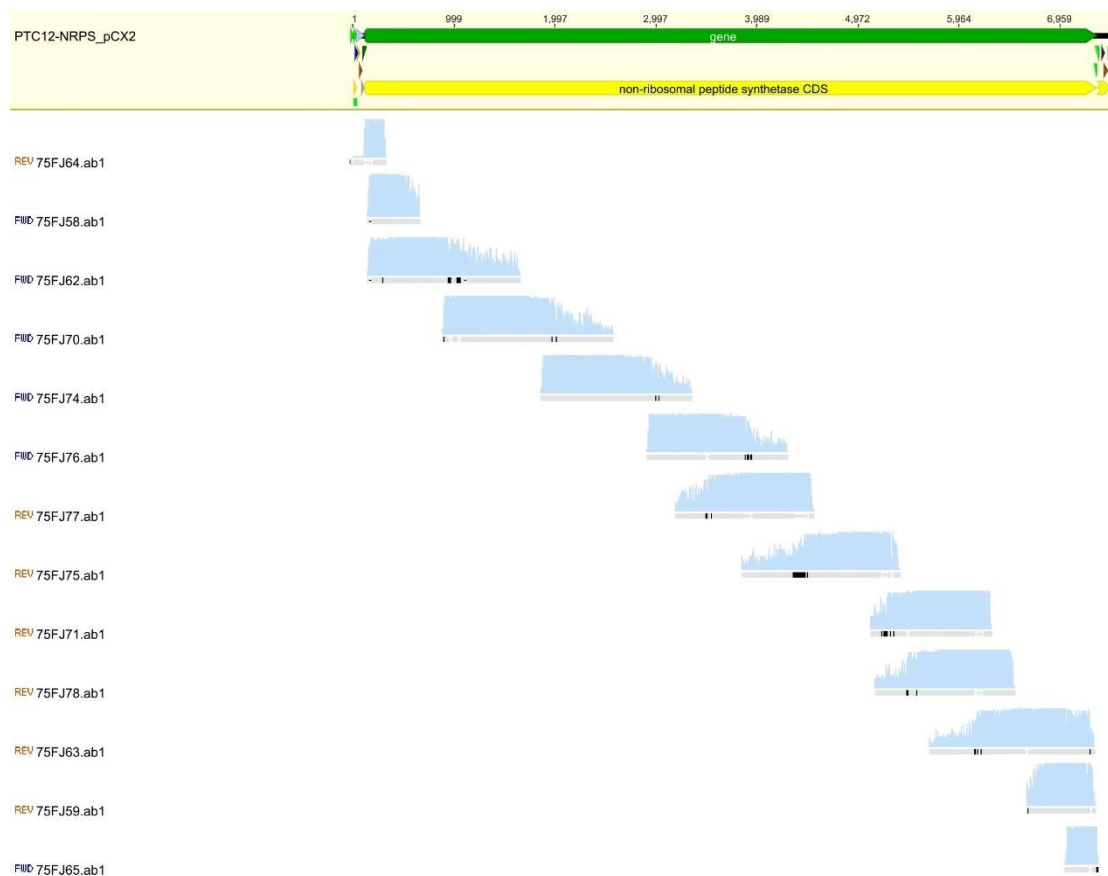 1 999 1,997 2,997 3,989 4,972 5,964 6,959
PTC12-NRPS_pCX2
gene
non-ribosomal peptide synthetase CDS
REV 75FJ64.ab1
FWD 75FJ58.ab1
FWD 75FJ62.ab1
FWD 75FJ70.ab1
FWD 75FJ74.ab1
FWD 75FJ76.ab1
REV 75FJ77.ab1
REV 75FJ75.ab1
REV 75FJ71.ab1
REV 75FJ78.ab1
REV 75FJ63.ab1
REV 75FJ59.ab1
FWD 75FJ65.ab1